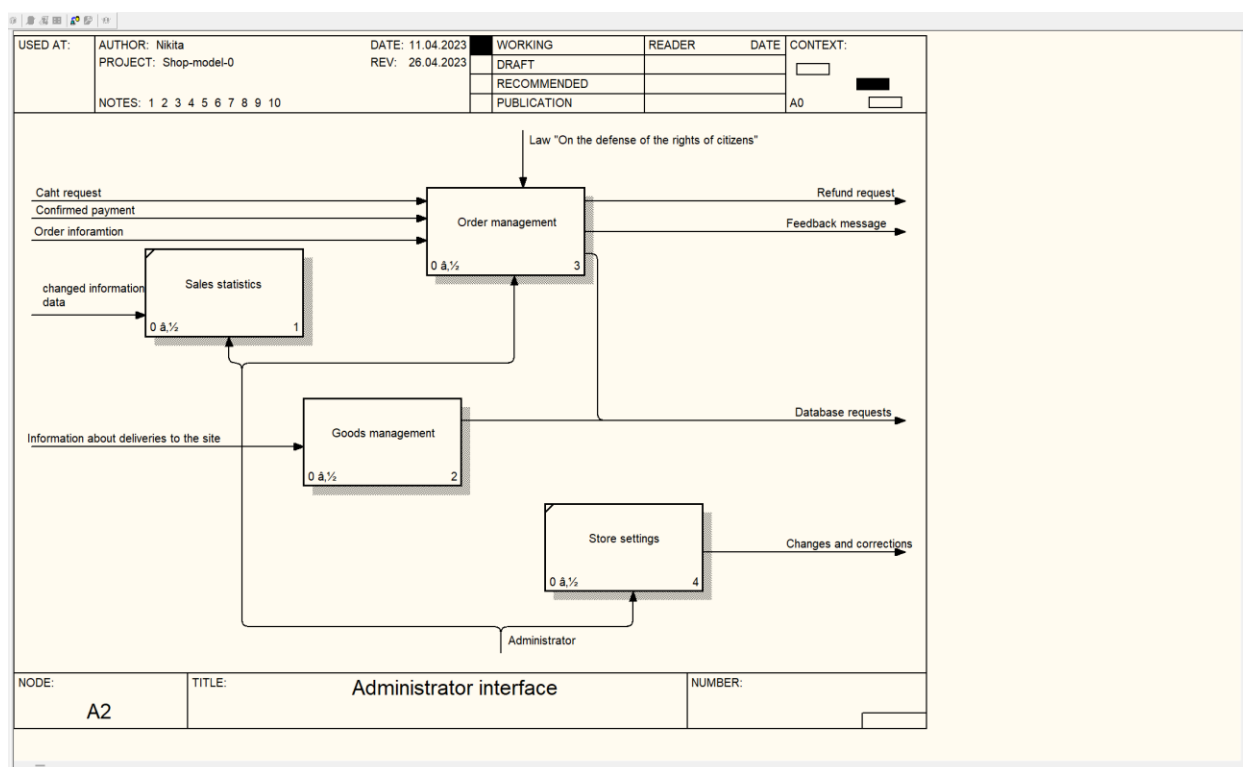 USED AT:
AUTHOR: Nikita
DATE: 11.04.2023
PROJECT: Shop-model-0
REV: 26.04.2023
NOTES: 1 2 3 4 5 6 7 8 9 10
WORKING
DRAFT
RECOMMENDED
PUBLICATION
READER
DATE
CONTEXT:
A0
Law "On the defense of the rights of citizens"
Caht request
Confirmed payment
Order inforamtion
Order management
0 â‚½
3
Refund request
Feedback message
changed information
data
Sales statistics
0 â‚½
1
Information about deliveries to the site
Goods management
0 â‚½
2
Database requests
Store settings
0 â‚½
4
Changes and corrections
Administrator
NODE:
A2
TITLE:
Administrator interface
NUMBER: